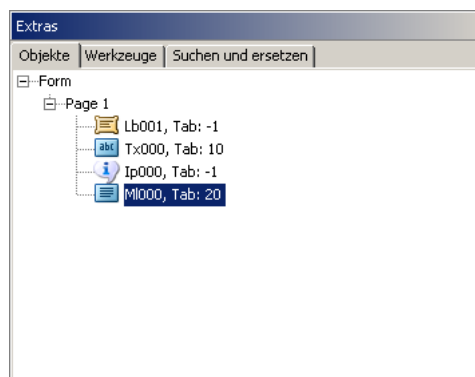 Extras
Objekte Werkzeuge Suchen und ersetzen
Form
Page 1
Lb001, Tab: -1
abc Tx000, Tab: 10
i Ip000, Tab: -1
Ml000, Tab: 20